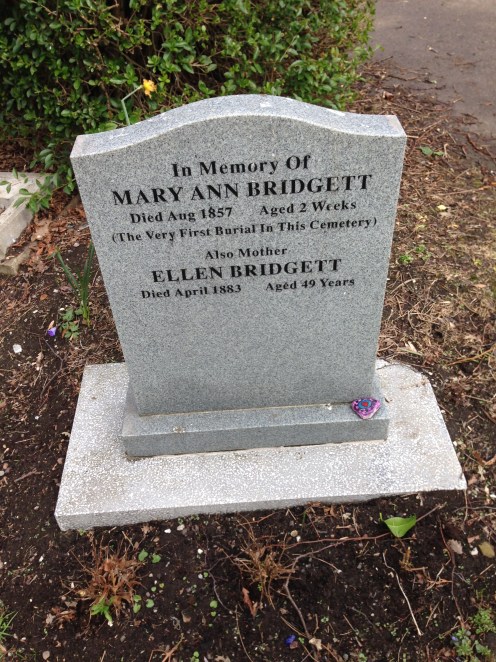 In Memory Of
MARY ANN BRIDGETT
Died Aug 1857 Aged 2 Weeks
(The Very First Burial In This Cemetery)
Also Mother
ELLEN BRIDGETT
Died April 1883 Aged 49 Years